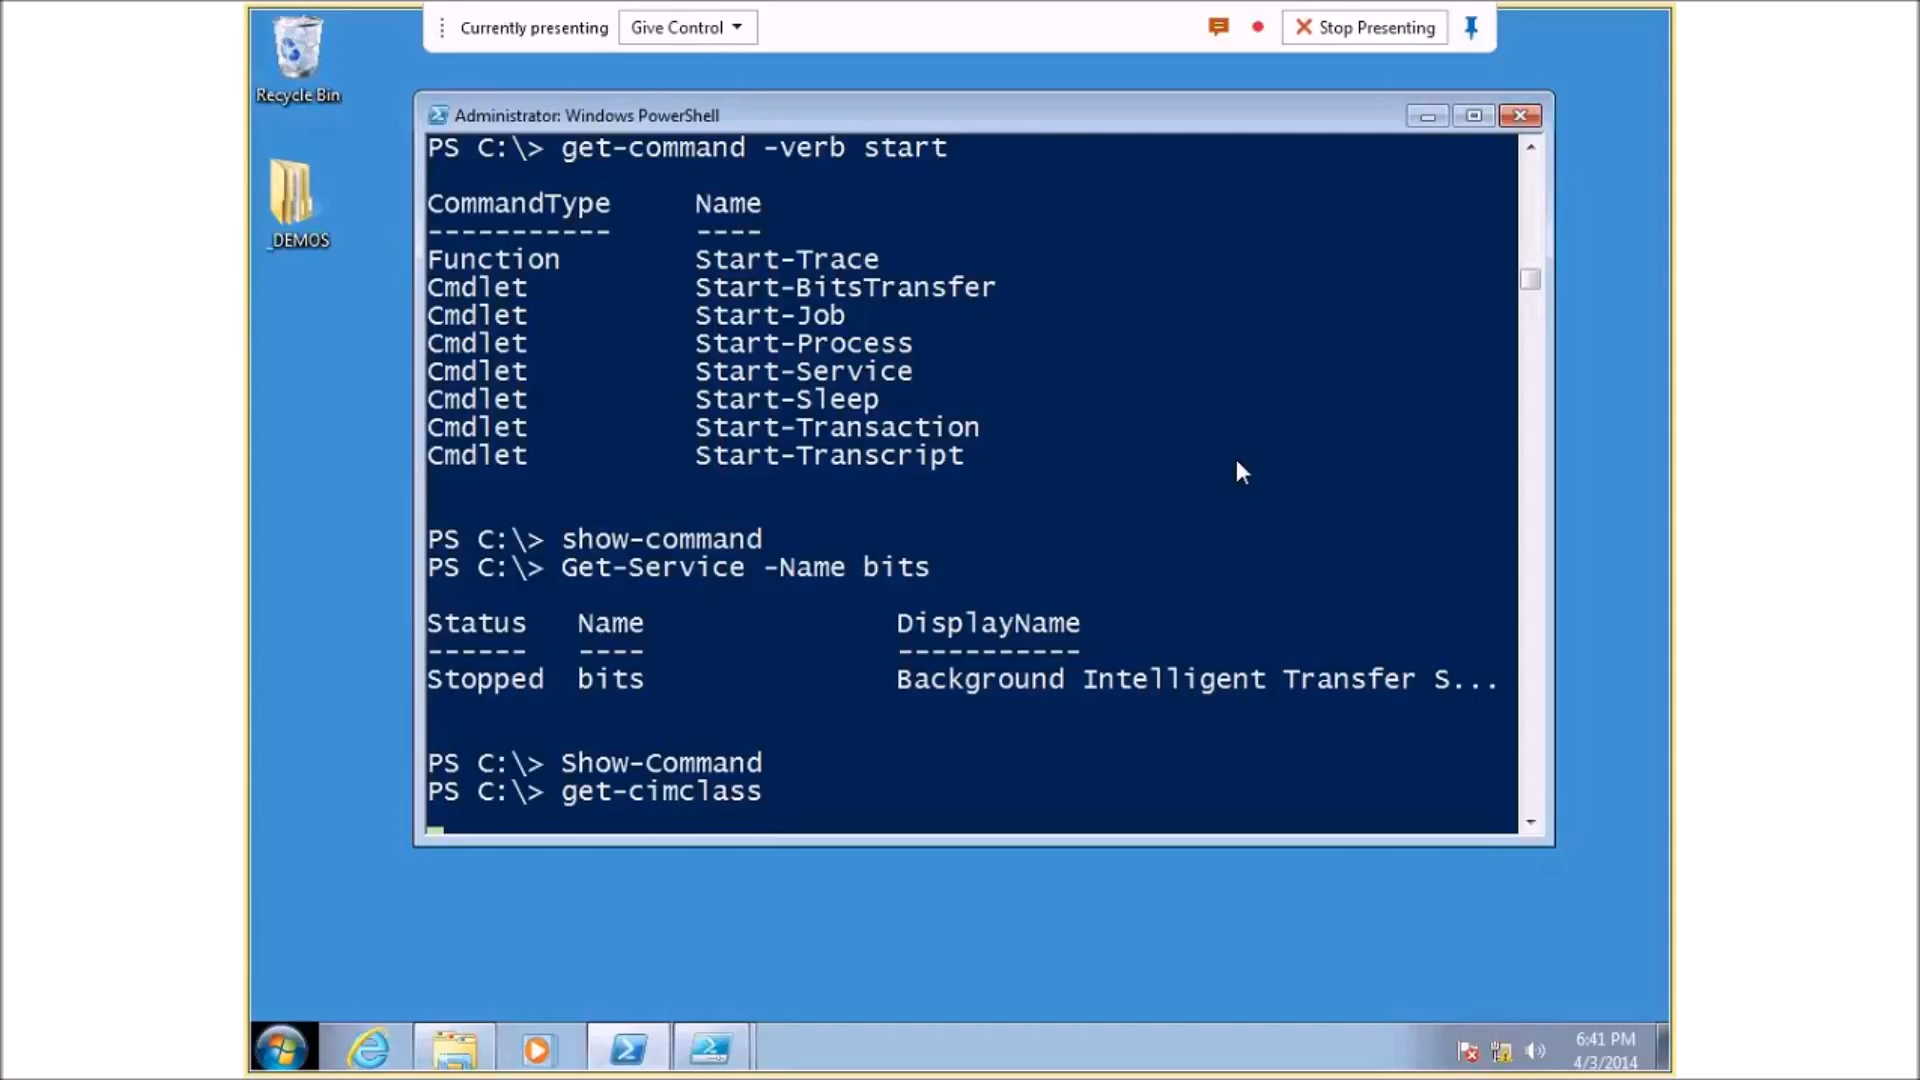 Currently presenting
Give Control
Stop Presenting
Recycle Bin
_DEMOS
Administrator: Windows PowerShell
PS C:\> get-command -verb start
CommandType Name
----------- ----
Function Start-Trace
Cmdlet Start-BitsTransfer
Cmdlet Start-Job
Cmdlet Start-Process
Cmdlet Start-Service
Cmdlet Start-Sleep
Cmdlet Start-Transaction
Cmdlet Start-Transcript
PS C:\> show-command
PS C:\> Get-Service -Name bits
Status Name DisplayName
------ ---- -----------
Stopped bits Background Intelligent Transfer S...
PS C:\> Show-Command
PS C:\> get-cimclass
6:41 PM
4/3/2014